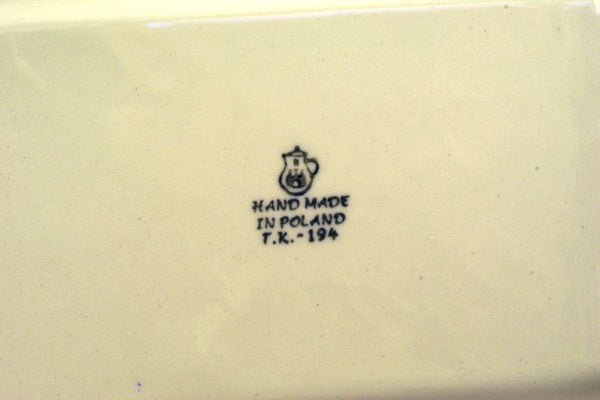 B
HAND MADE
IN POLAND
T.K.~194